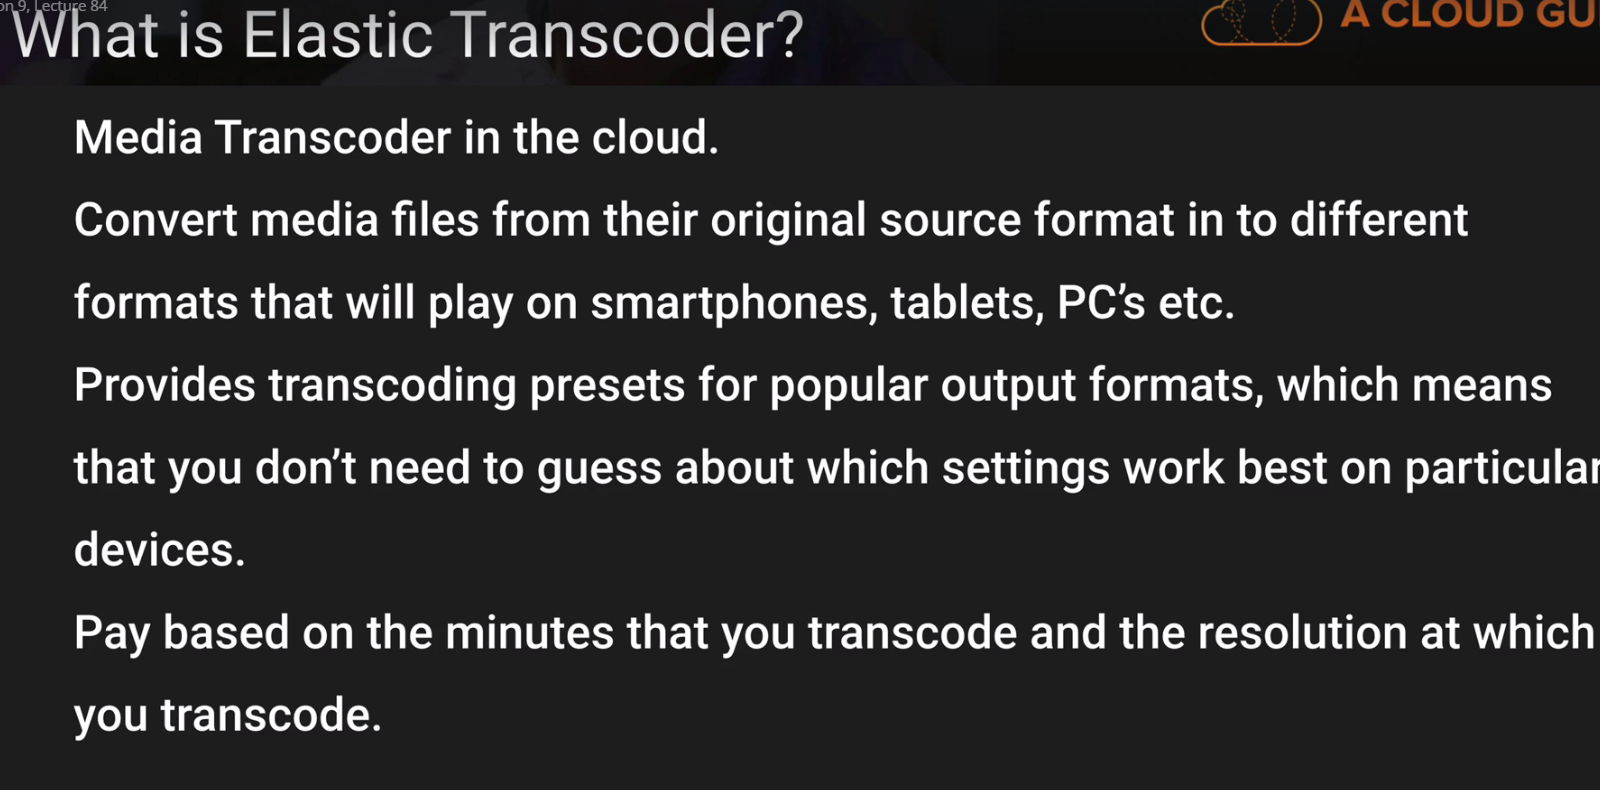 on 9, Lecture 84
What is Elastic Transcoder?
A CLOUD GU
Media Transcoder in the cloud.
Convert media files from their original source format in to different
formats that will play on smartphones, tablets, PC’s etc.
Provides transcoding presets for popular output formats, which means
that you don’t need to guess about which settings work best on particular
devices.
Pay based on the minutes that you transcode and the resolution at which
you transcode.